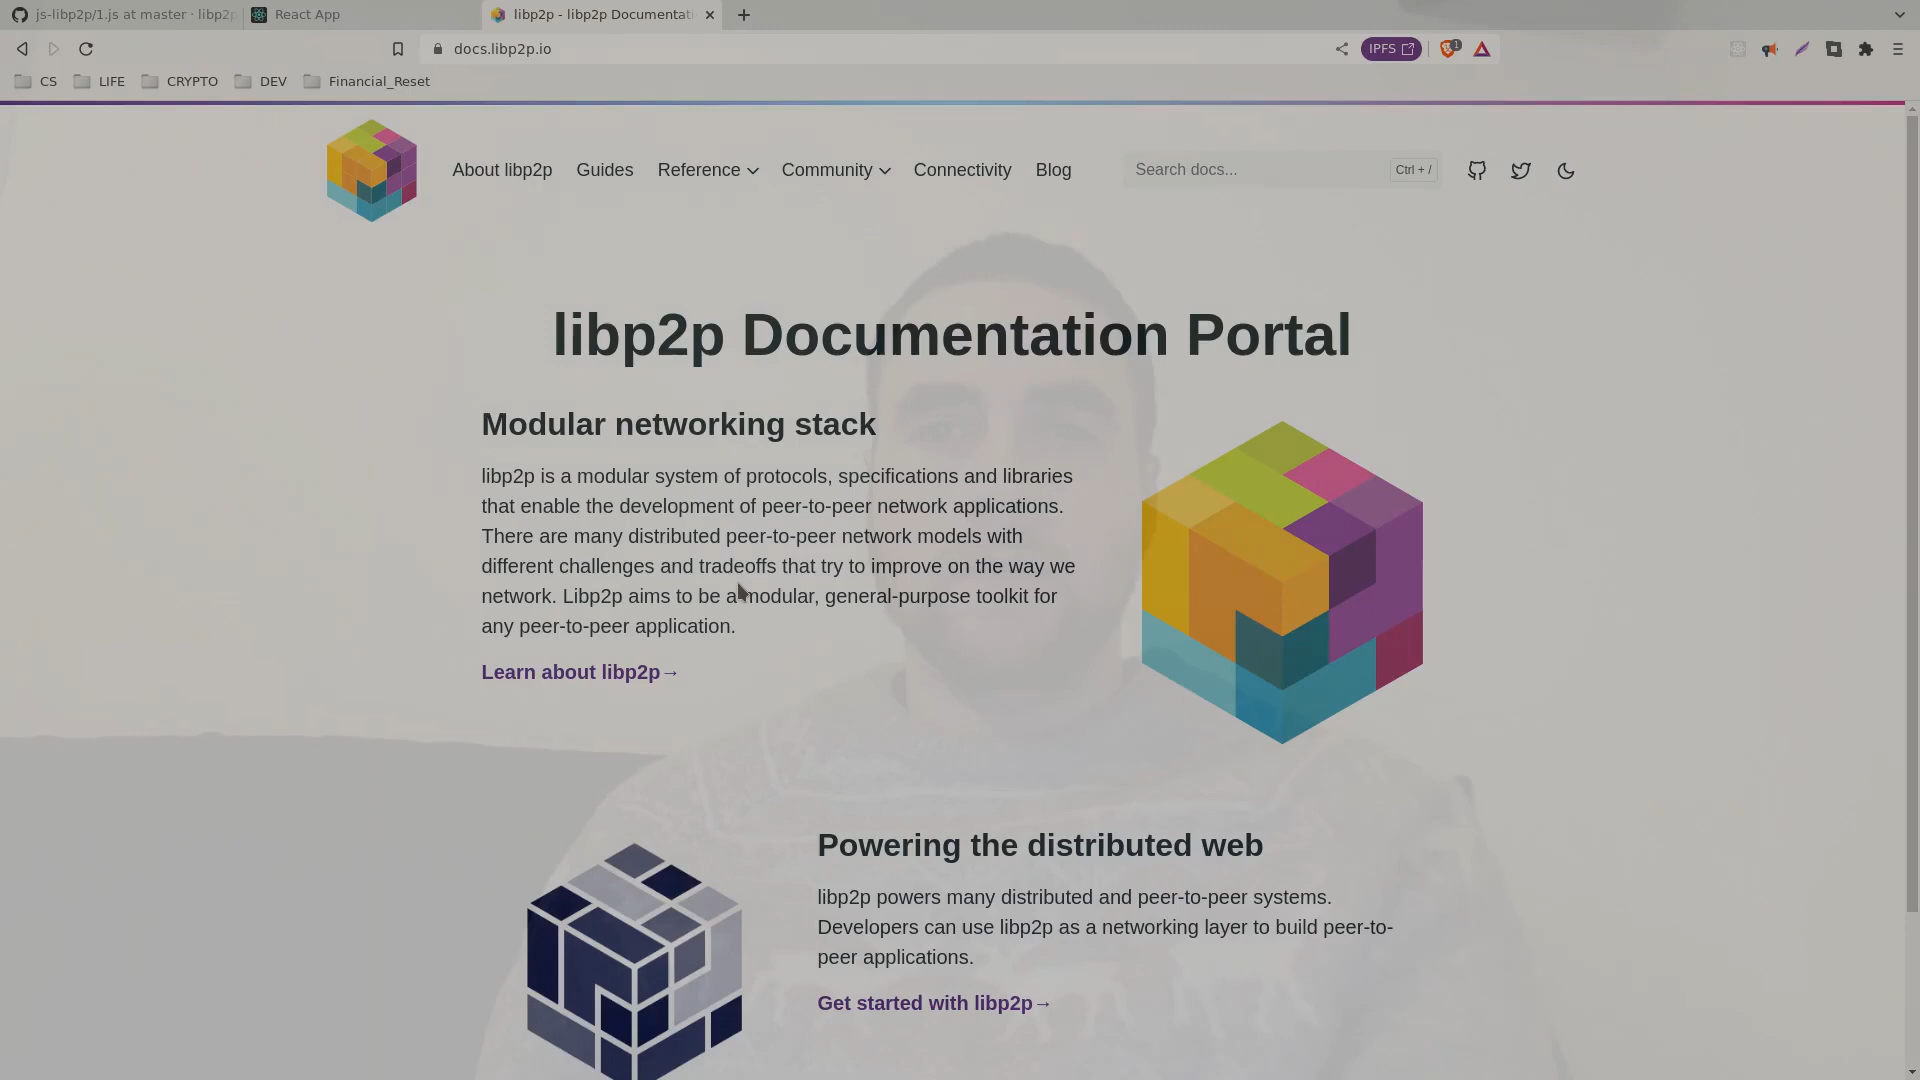 js-libp2p/1.js at master · libp2p
React App
libp2p - libp2p Documentati
docs.libp2p.io
IPFS
1
CS
LIFE
CRYPTO
DEV
Financial_Reset
About libp2p
Guides
Reference
Community
Connectivity
Blog
Search docs...
Ctrl + /
libp2p Documentation Portal
Modular networking stack
libp2p is a modular system of protocols, specifications and libraries
that enable the development of peer-to-peer network applications.
There are many distributed peer-to-peer network models with
different challenges and tradeoffs that try to improve on the way we
network. Libp2p aims to be a modular, general-purpose toolkit for
any peer-to-peer application.
Learn about libp2p→
Powering the distributed web
libp2p powers many distributed and peer-to-peer systems.
Developers can use libp2p as a networking layer to build peer-to-
peer applications.
Get started with libp2p→